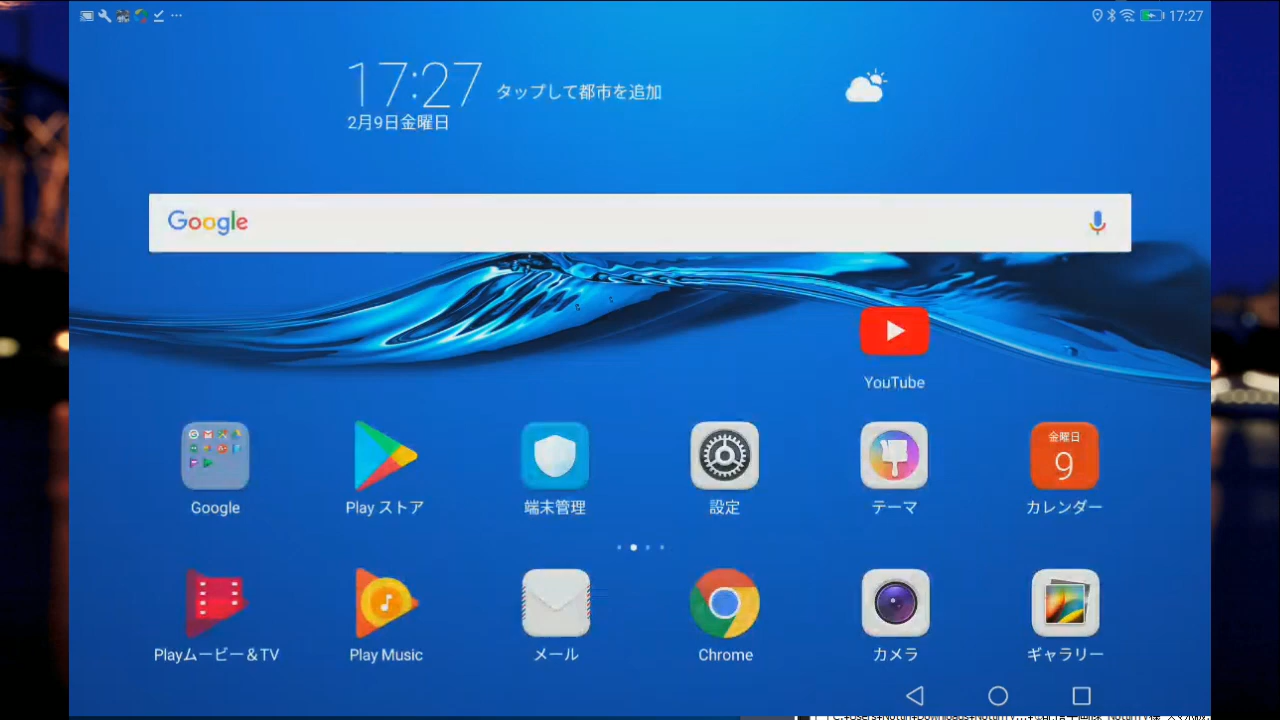 17:27
17:27
タップして都市を追加
2月9日金曜日
Google
YouTube
金曜日
9
Google
Play ストア
端末管理
設定
テーマ
カレンダー
Playムービー＆TV
Play Music
メール
Chrome
カメラ
ギャラリー